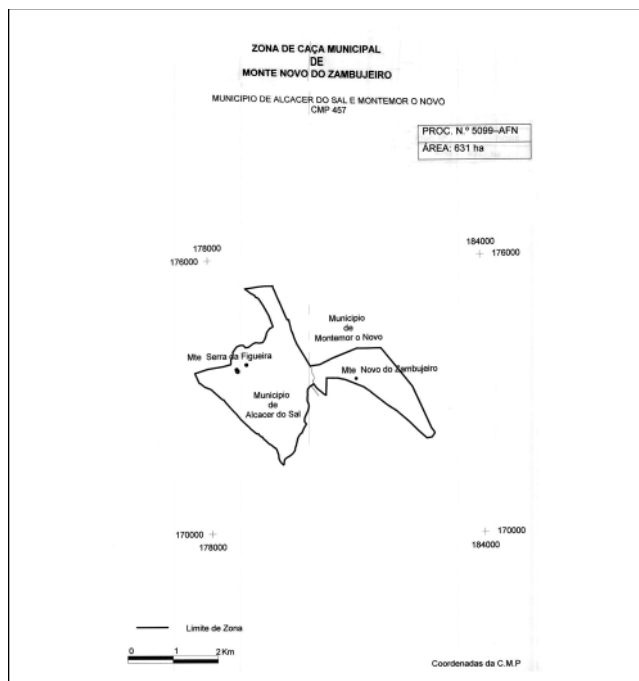 ZONA DE CAÇA MUNICIPAL
DE
MONTE NOVO DO ZAMBUJEIRO
MUNICIPIO DE ALCACER DO SAL E MONTEMOR O NOVO
CMP 457
PROC. N.º 5099–AFN
ÁREA: 631 ha
178000
176000
184000
176000
Municipio
de
Montemor o Novo
Mte Serra da Figueira
Mte Novo do Zambujeiro
Municipio
de
Alcacer do Sal
170000
178000
170000
184000
Limite de Zona
0 1 2 Km
Coordenadas da C.M.P